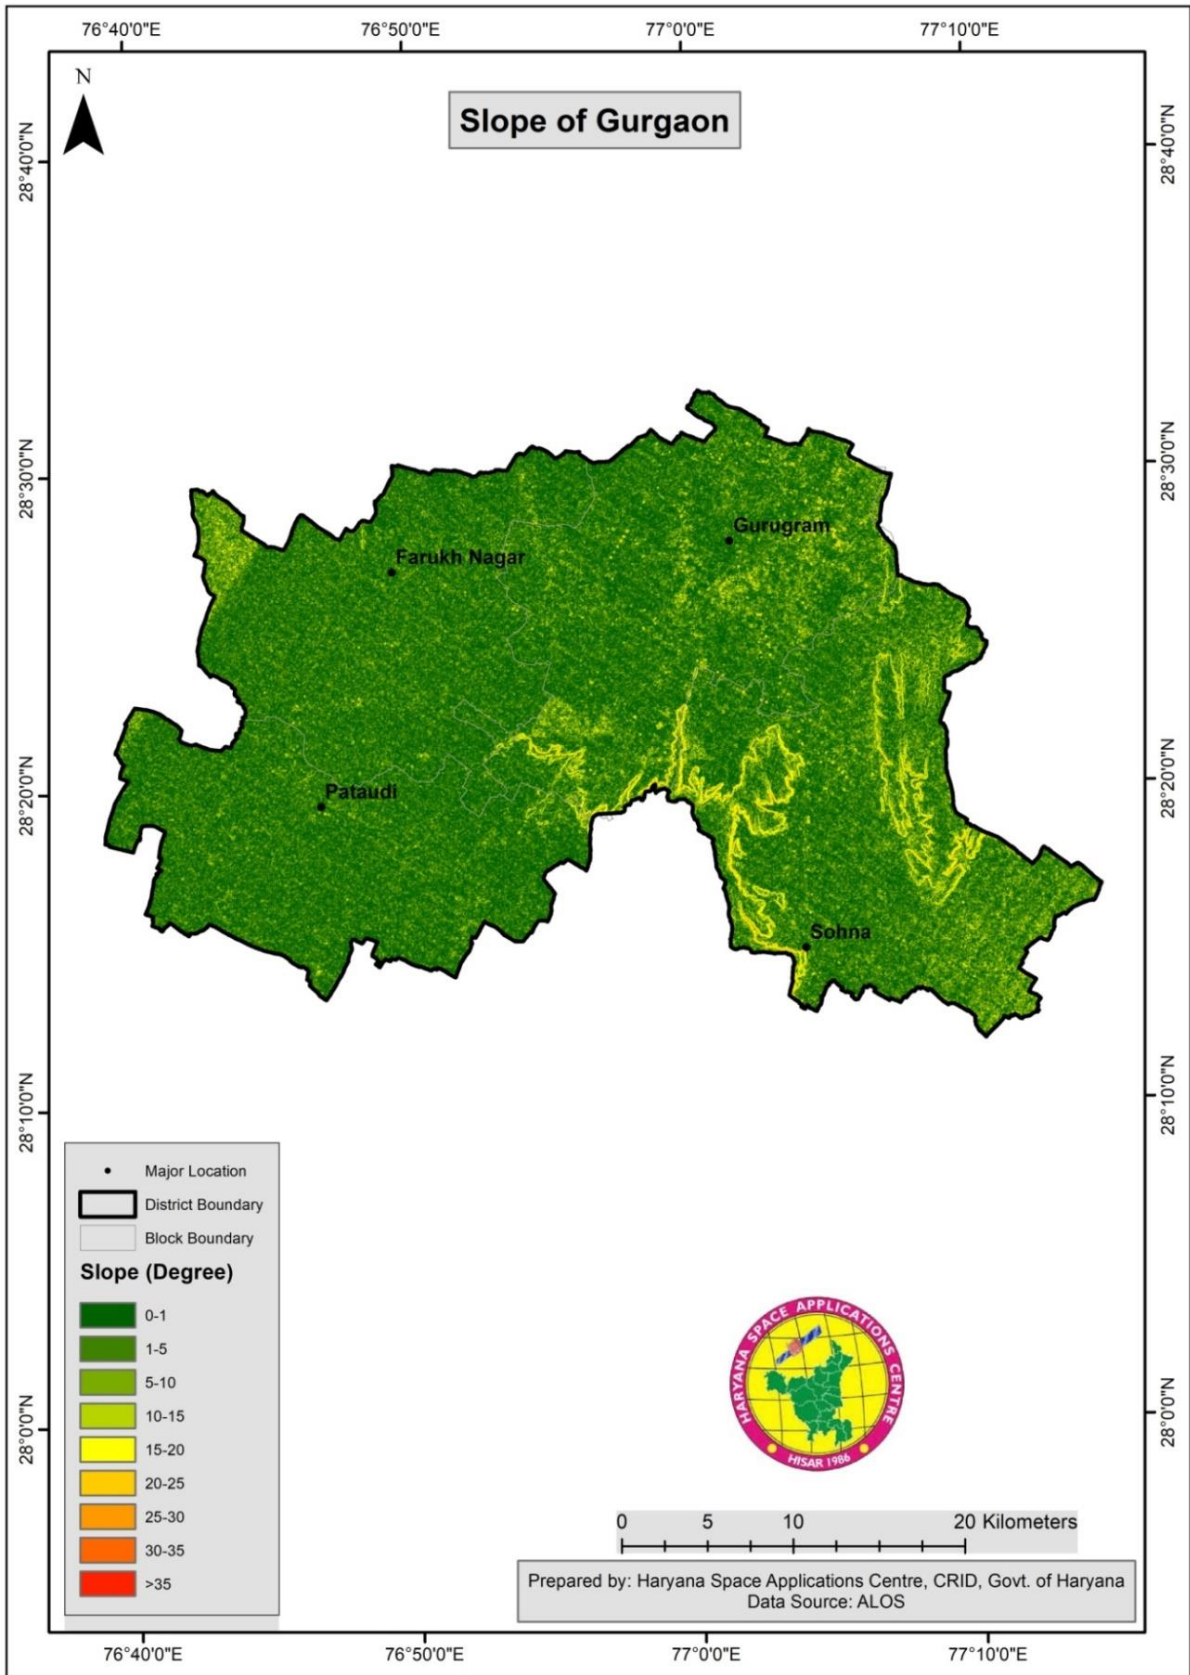 76°40'0"E
76°50'0"E
77°0'0"E
77°10'0"E
N
Slope of Gurgaon
28°40'0"N
28°40'0"N
28°30'0"N
28°30'0"N
Gurugram
Farukh Nagar
28°20'0"N
28°20'0"N
Pataudi
Sohna
28°10'0"N
28°10'0"N
Major Location
District Boundary
Block Boundary
Slope (Degree)
0-1
1-5
5-10
10-15
15-20
20-25
25-30
30-35
>35
28°0'0"N
28°0'0"N
HARYANA SPACE APPLICATIONS CENTRE
HISAR 1986
0 5 10 20 Kilometers
Prepared by: Haryana Space Applications Centre, CRID, Govt. of Haryana
Data Source: ALOS
76°40'0"E
76°50'0"E
77°0'0"E
77°10'0"E